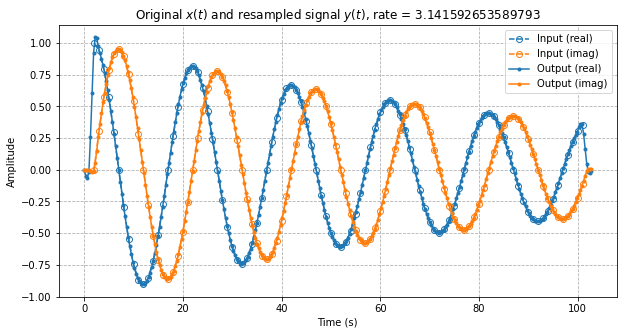 Original x(t) and resampled signal y(t), rate = 3.141592653589793
Input (real)
Input (imag)
Output (real)
Output (imag)
1.00
0.75
0.50
0.25
0.00
−0.25
−0.50
−0.75
−1.00
Amplitude
0 20 40 60 80 100
Time (s)